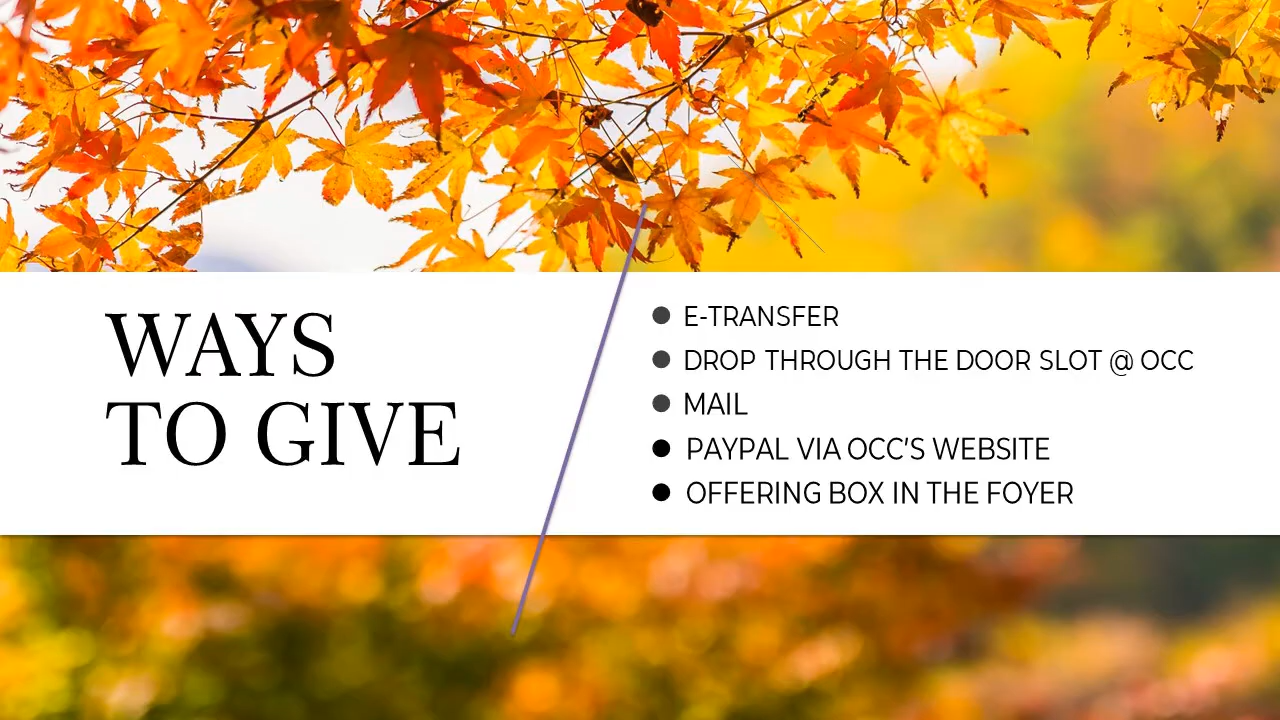 WAYS
TO GIVE
E-TRANSFER
DROP THROUGH THE DOOR SLOT @ OCC
MAIL
PAYPAL VIA OCC'S WEBSITE
OFFERING BOX IN THE FOYER